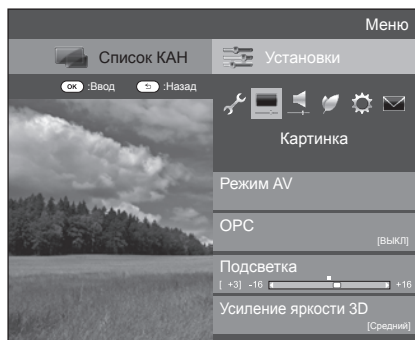 Меню
Список КАН
Установки
OK :Ввод :Назад
Картинка
Режим AV
OPC
[ВЫКЛ]
Подсветка
[ +3] -16 +16
Усиление яркости 3D
[Средний]